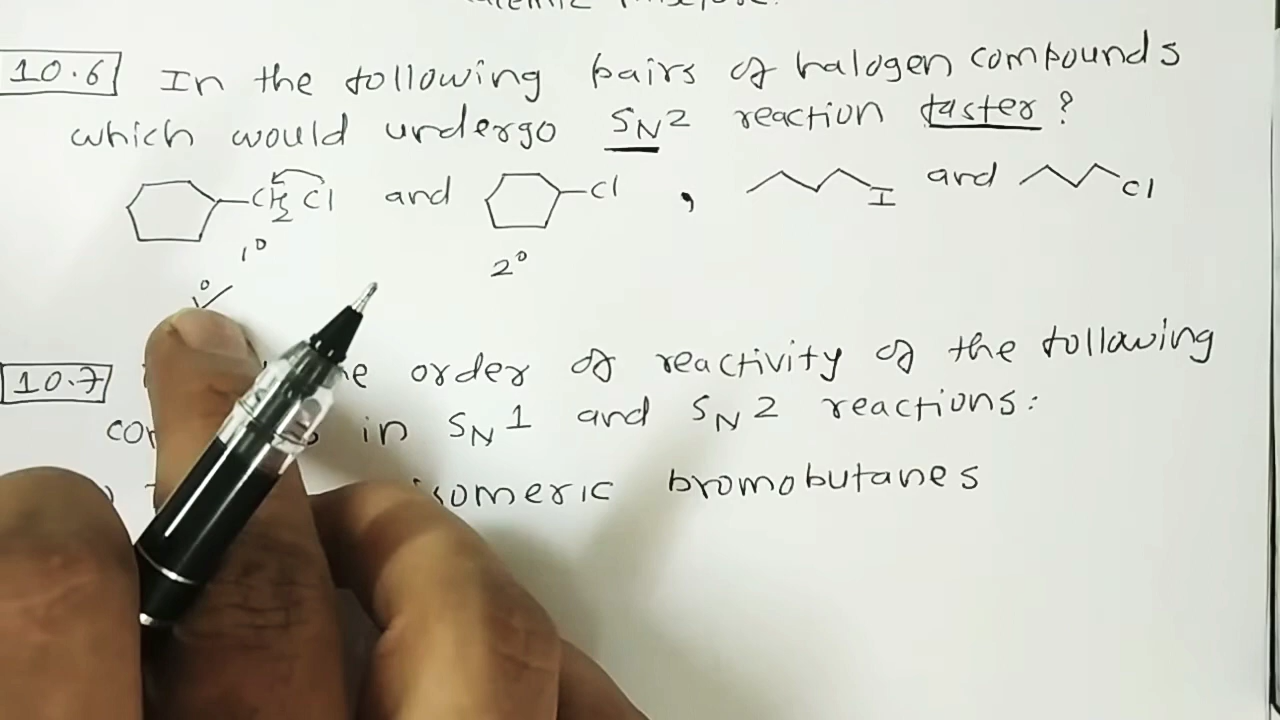 10.6 In the following pairs of halogen compounds
which would undergo SN2 reaction faster?
CH2Cl and Cl , I and Cl
1° 2°
10.7 order of reactivity of the following
in SN1 and SN2 reactions:
isomeric bromobutanes